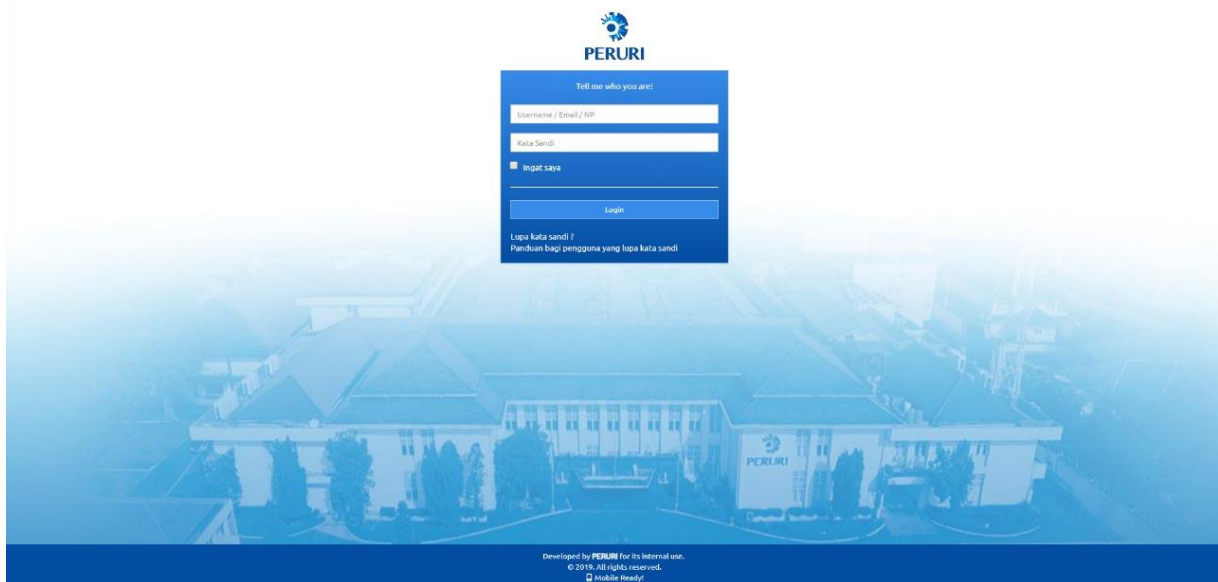 PERURI
Tell me who you are!
Username / Email / NP
Kata Sandi
Ingat saya
Login
Lupa kata sandi ?
Panduan bagi pengguna yang lupa kata sandi
PERURI
Developed by PERURI for its internal use.
© 2019. All rights reserved.
Mobile Ready!